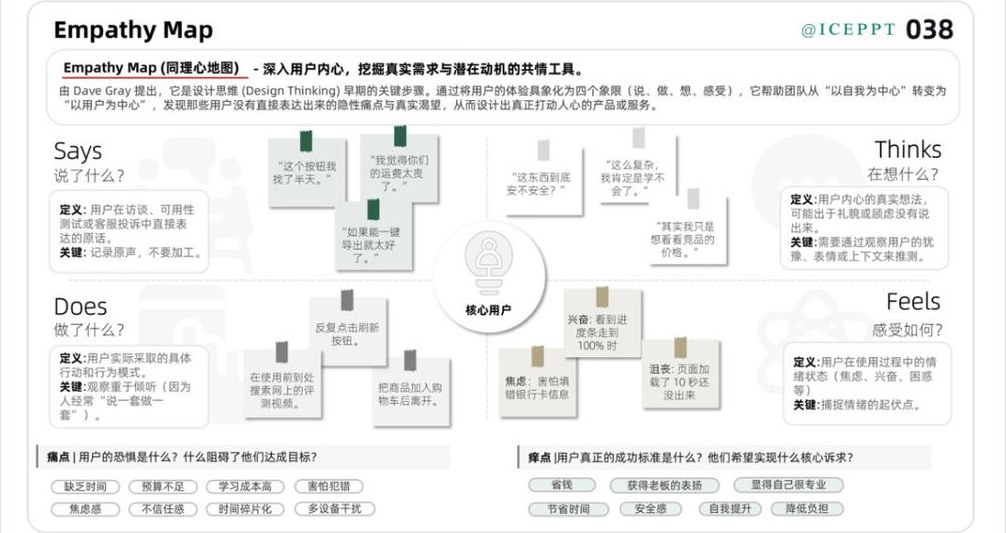 Empathy Map
@ICEPPT 038
Empathy Map (同理心地图) - 深入用户内心，挖掘真实需求与潜在动机的共情工具。
由 Dave Gray 提出，它是设计思维 (Design Thinking) 早期的关键步骤。通过将用户的体验具象化为四个象限（说、做、想、感受），它帮助团队从“以自我为中心”转变为
“以用户为中心”，发现那些用户没有直接表达出来的隐性痛点与真实渴望，从而设计出真正打动人心的产品或服务。
Says
说了什么？
定义: 用户在访谈、可用性
测试或客服投诉中直接表
达的原话。
关键: 记录原声，不要加工。
“这个按钮我
找了半天。”
“我觉得你们
的运费太贵
了。”
“如果能一键
导出就太好
了。”
Thinks
在想什么？
定义:用户内心的真实想法，
可能出于礼貌或顾虑没有说
出来。
关键:需要通过观察用户的犹
豫、表情或上下文来推测。
“这东西到底
安不安全？”
“这么复杂，
我肯定是学不
会了。”
“其实我只是
想看看竞品的
价格。”
核心用户
Does
做了什么？
定义:用户实际采取的具体
行动和行为模式。
关键:观察重于倾听（因为
人经常“说一套做一
套”）。
反复点击刷新
按钮。
在使用前到处
搜索网上的评
测视频。
把商品加入购
物车后离开。
Feels
感受如何？
定义:用户在使用过程中的情
绪状态（焦虑、兴奋、困惑
等）
关键:捕捉情绪的起伏点。
兴奋: 看到进
度条走到
100% 时
焦虑: 害怕填
错银行卡信息
沮丧: 页面加
载了 10 秒还
没出来
痛点 | 用户的恐惧是什么？什么阻碍了他们达成目标？
缺乏时间 预算不足 学习成本高 害怕犯错
焦虑感 不信任感 时间碎片化 多设备干扰
痒点 |用户真正的成功标准是什么？他们希望实现什么核心诉求？
省钱 获得老板的表扬 显得自己很专业
节省时间 安全感 自我提升 降低负担